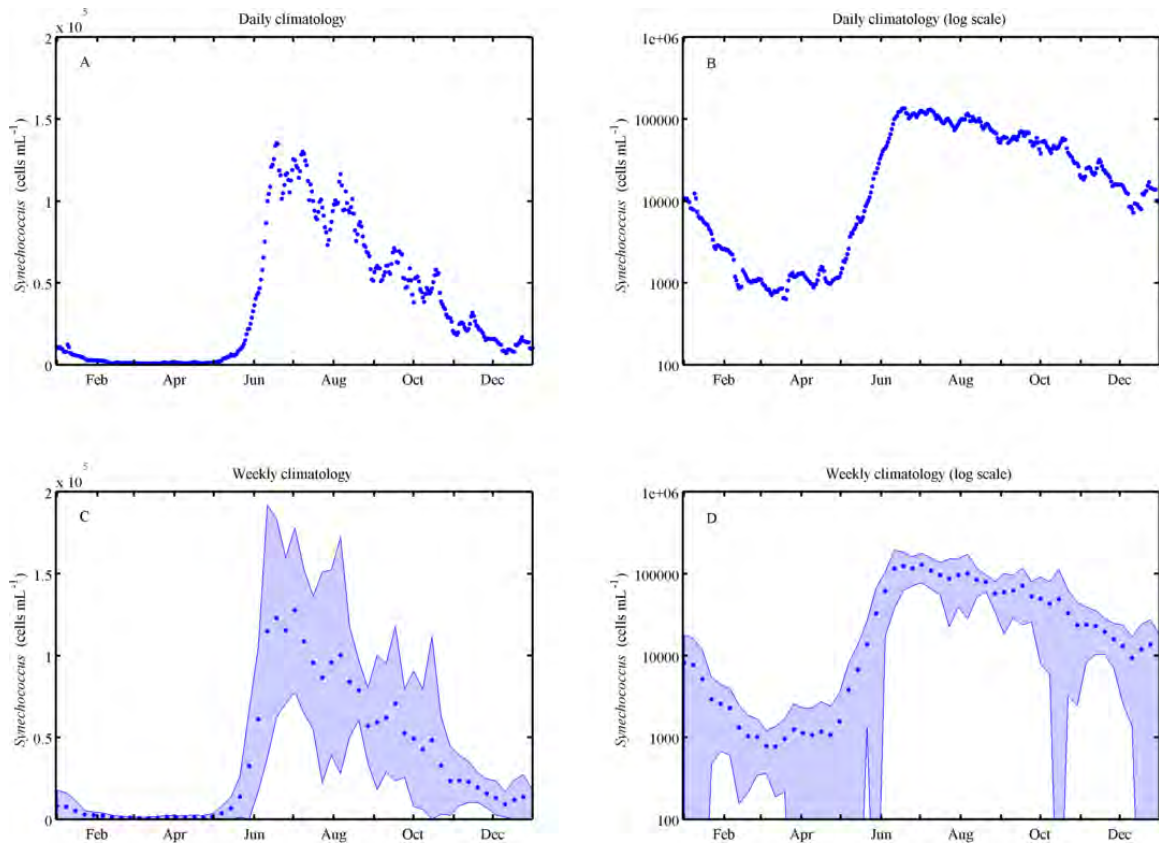 Daily climatology
x 10^5
2
A
1.5
1
0.5
0
Synechococcus (cells mL^-1)
Feb Apr Jun Aug Oct Dec
Daily climatology (log scale)
1e+06
B
100000
10000
1000
100
Synechococcus (cells mL^-1)
Feb Apr Jun Aug Oct Dec
Weekly climatology
x 10^5
2
C
1.5
1
0.5
0
Synechococcus (cells mL^-1)
Feb Apr Jun Aug Oct Dec
Weekly climatology (log scale)
1e+06
D
100000
10000
1000
100
Synechococcus (cells mL^-1)
Feb Apr Jun Aug Oct Dec